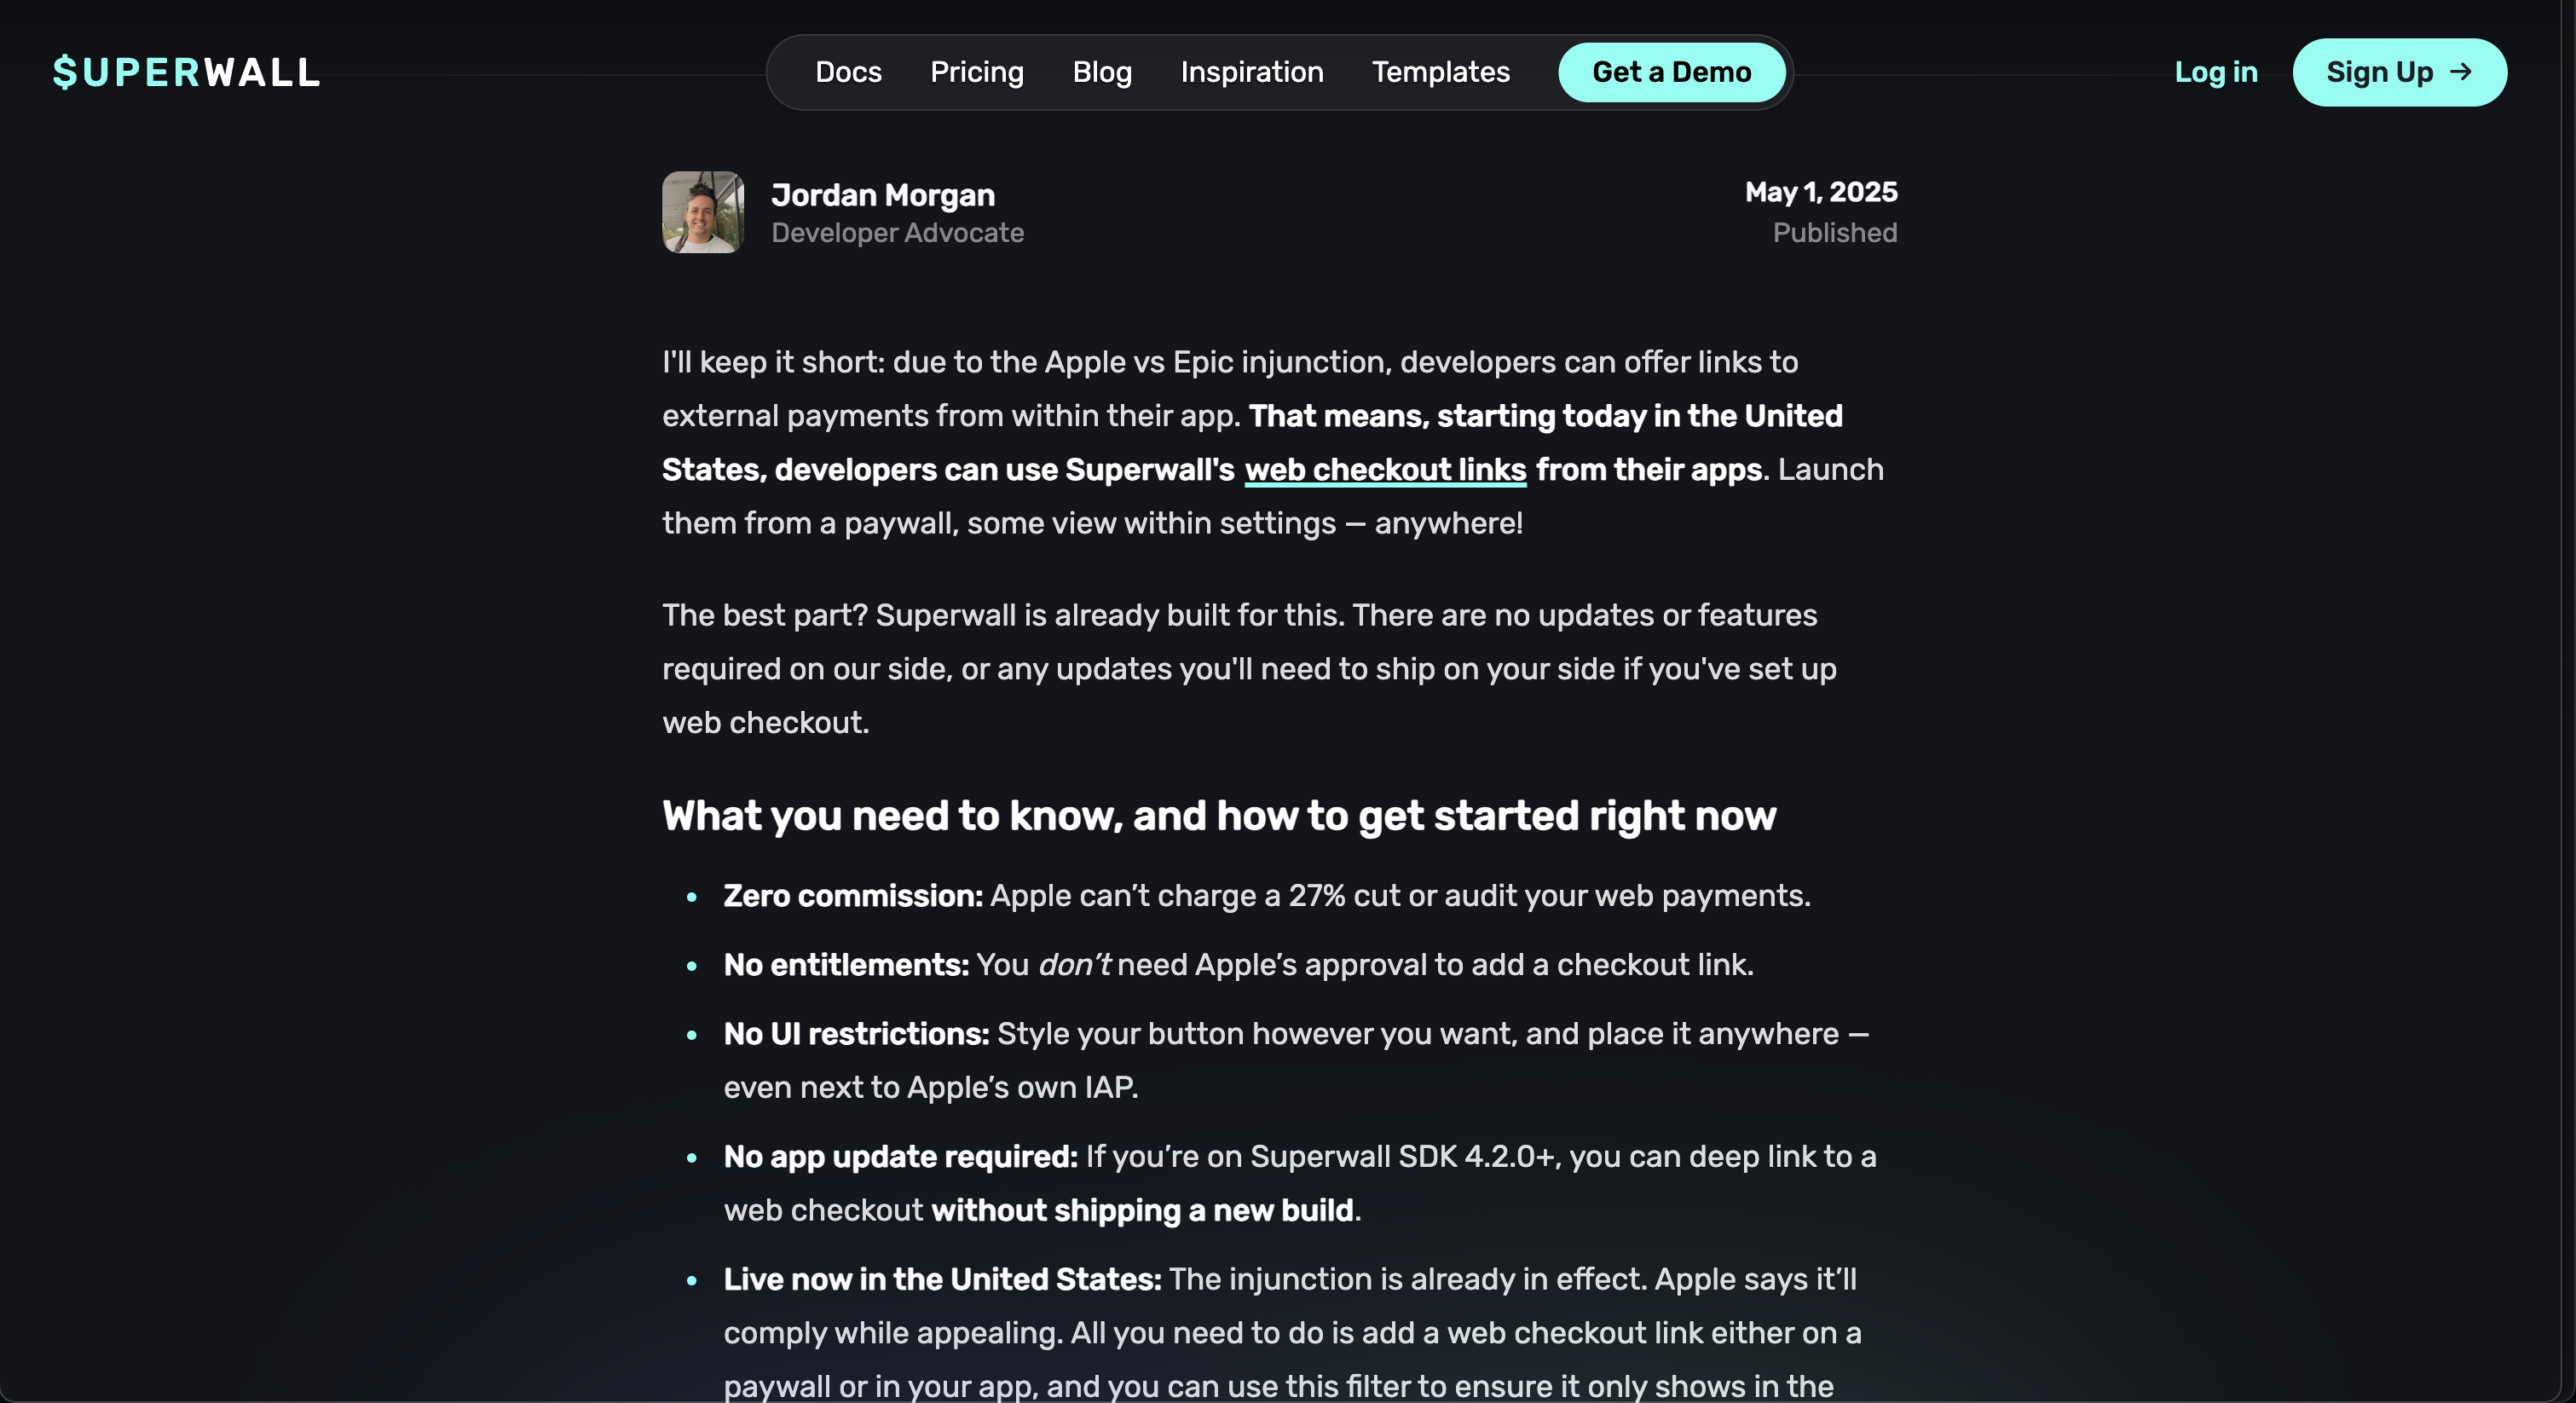 $UPERWALL
Docs Pricing Blog Inspiration Templates Get a Demo
Log in Sign Up →
Jordan Morgan
Developer Advocate
May 1, 2025
Published
I'll keep it short: due to the Apple vs Epic injunction, developers can offer links to
external payments from within their app. That means, starting today in the United
States, developers can use Superwall's web checkout links from their apps. Launch
them from a paywall, some view within settings — anywhere!
The best part? Superwall is already built for this. There are no updates or features
required on our side, or any updates you'll need to ship on your side if you've set up
web checkout.
What you need to know, and how to get started right now
• Zero commission: Apple can’t charge a 27% cut or audit your web payments.
• No entitlements: You don’t need Apple’s approval to add a checkout link.
• No UI restrictions: Style your button however you want, and place it anywhere —
even next to Apple’s own IAP.
• No app update required: If you’re on Superwall SDK 4.2.0+, you can deep link to a
web checkout without shipping a new build.
• Live now in the United States: The injunction is already in effect. Apple says it’ll
comply while appealing. All you need to do is add a web checkout link either on a
paywall or in your app, and you can use this filter to ensure it only shows in the